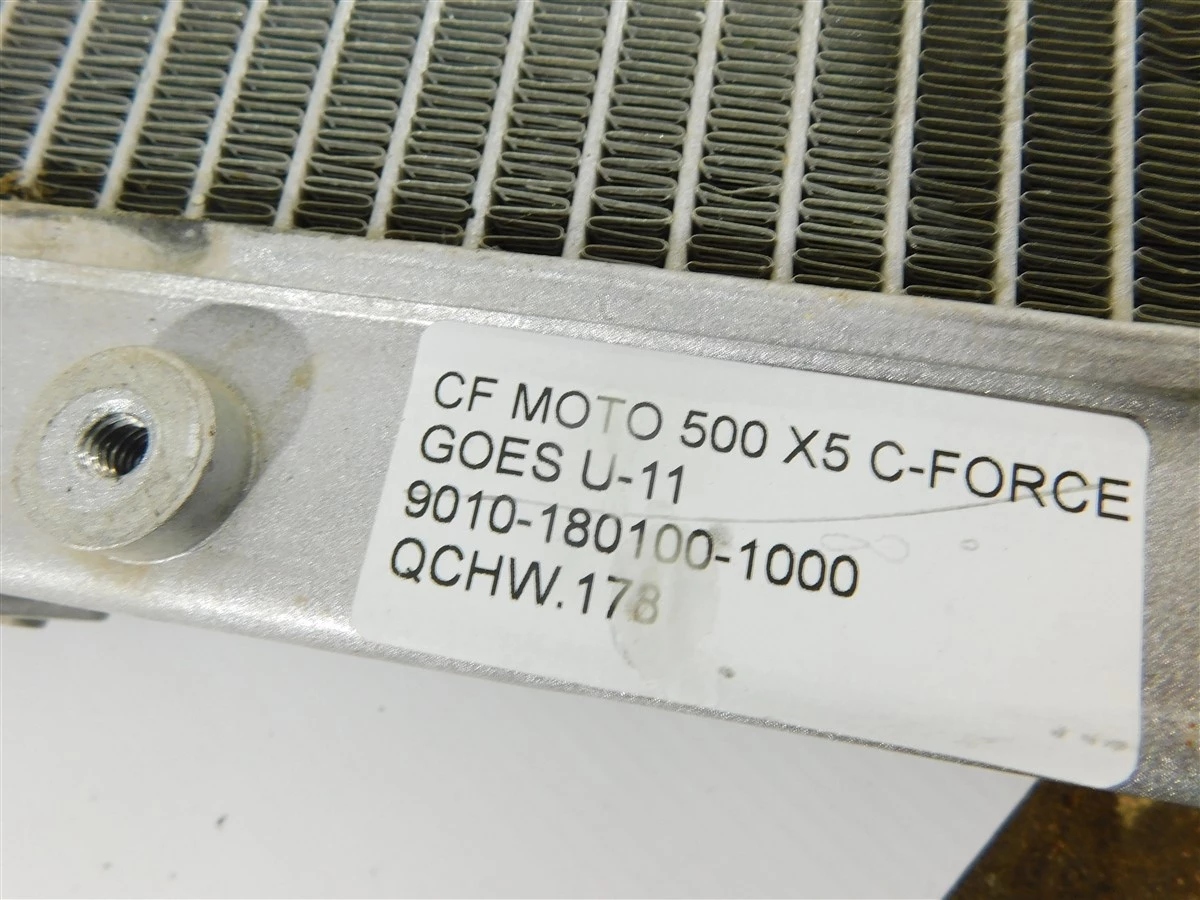 CF MOTO 500 X5 C-FORCE
GOES U-11
9010-180100-1000
QCHW.178